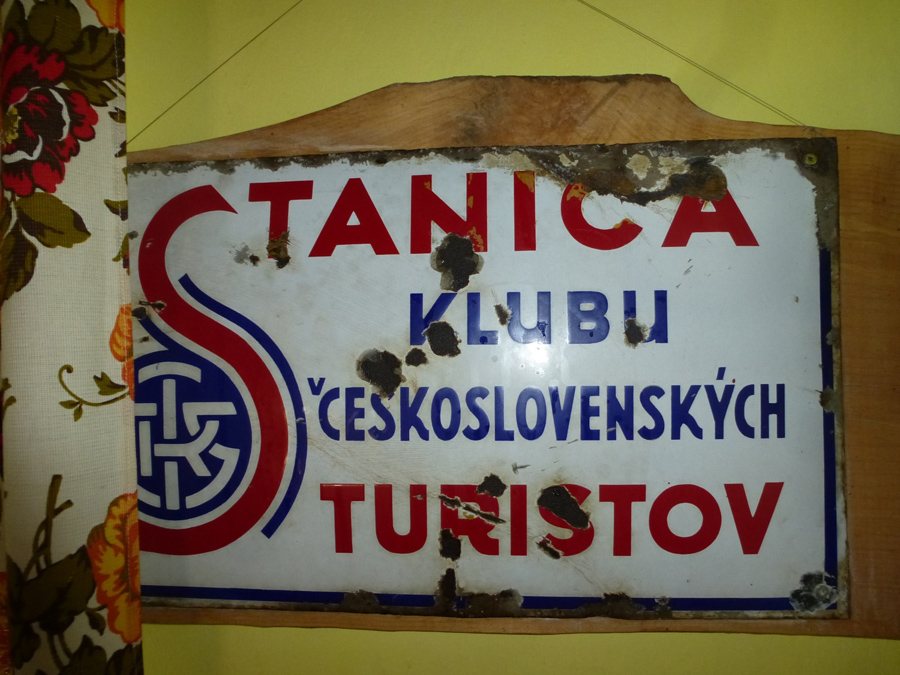 STANICA
KLUBU
ČESKOSLOVENSKÝCH
TURISTOV